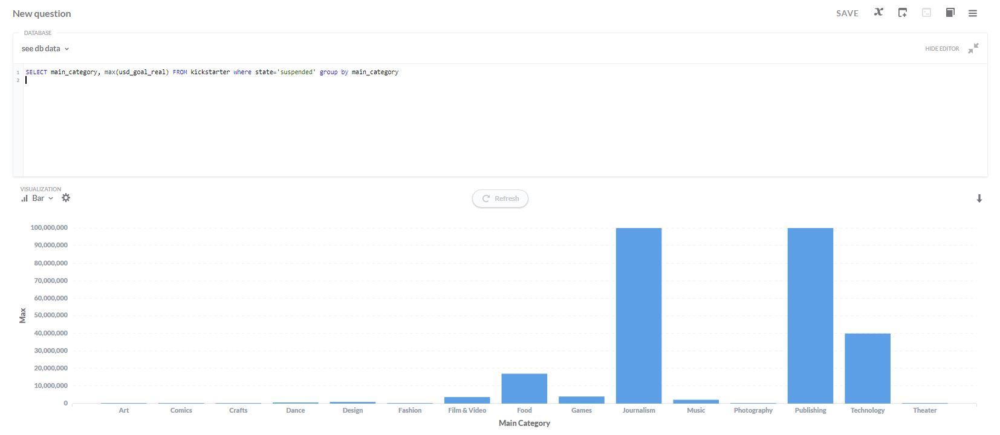 New question
SAVE
DATABASE
see db data
HIDE EDITOR
1 SELECT main_category, max(usd_goal_real) FROM kickstarter where state='suspended' group by main_category
2
VISUALIZATION
Bar
Refresh
100,000,000
90,000,000
80,000,000
70,000,000
60,000,000
50,000,000
40,000,000
30,000,000
20,000,000
10,000,000
0
Max
Art Comics Crafts Dance Design Fashion Film & Video Food Games Journalism Music Photography Publishing Technology Theater
Main Category